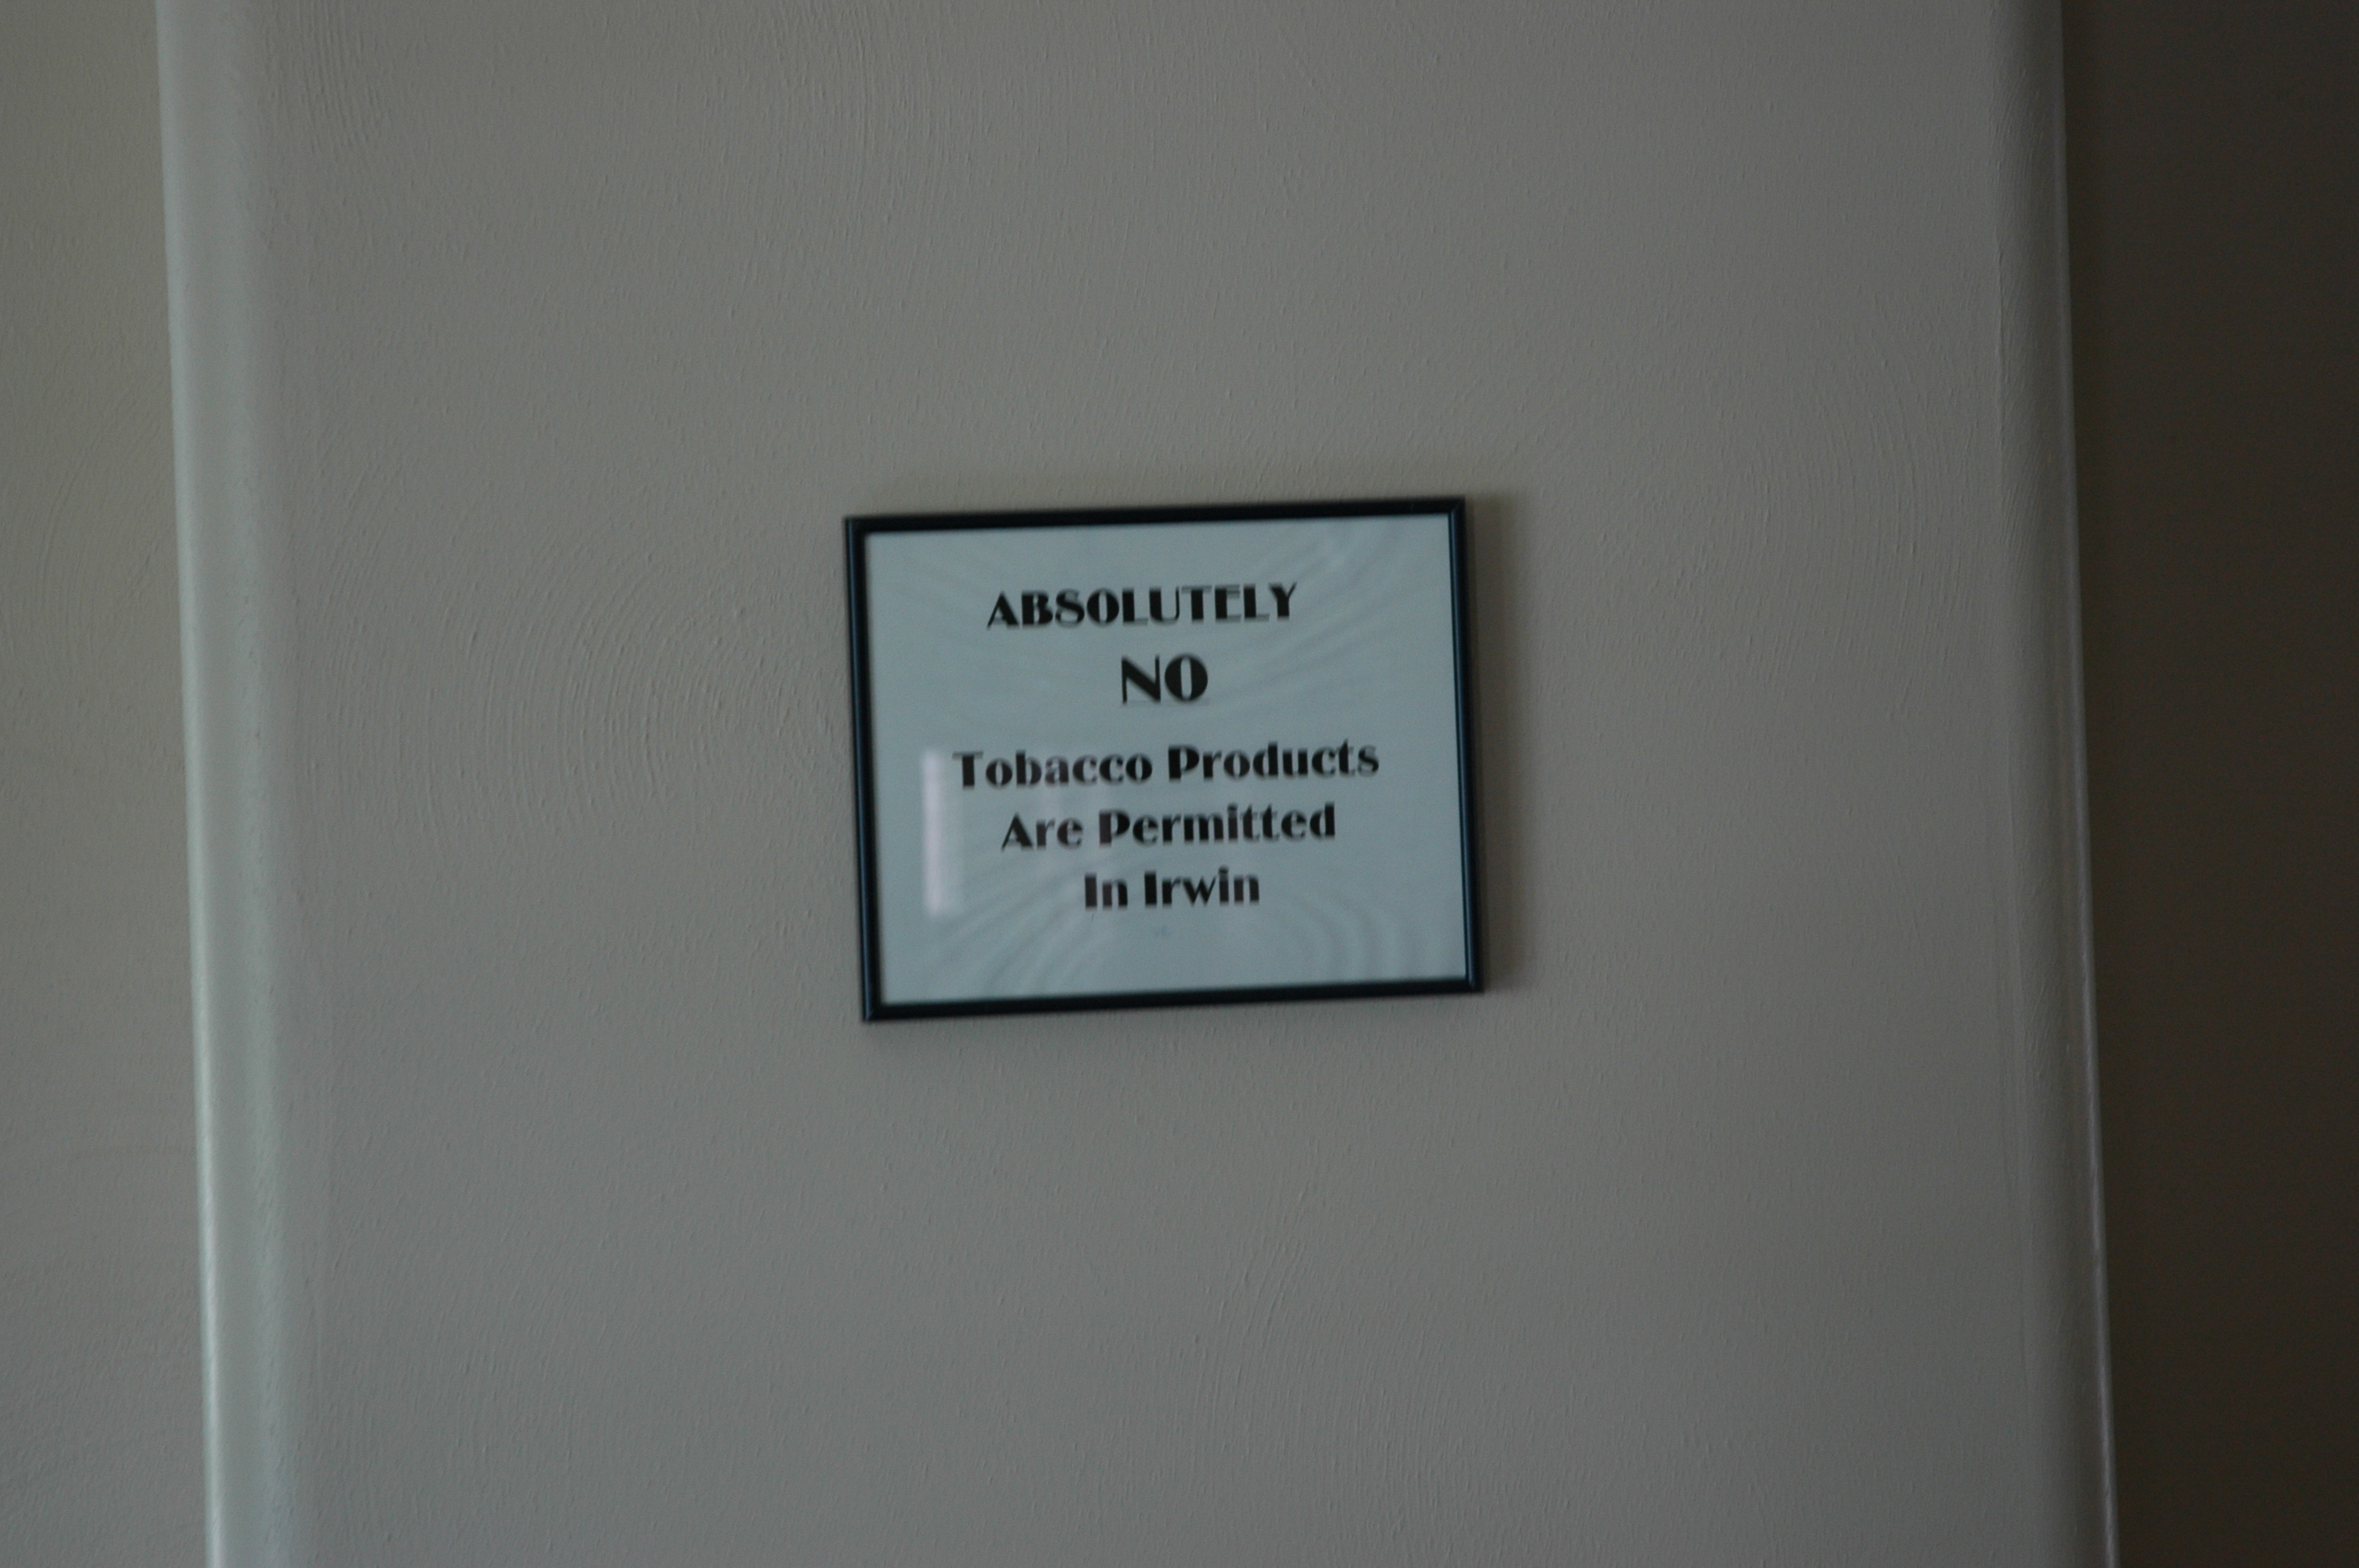 ABSOLUTELY
NO
Tobacco Products
Are Permitted
In Irwin